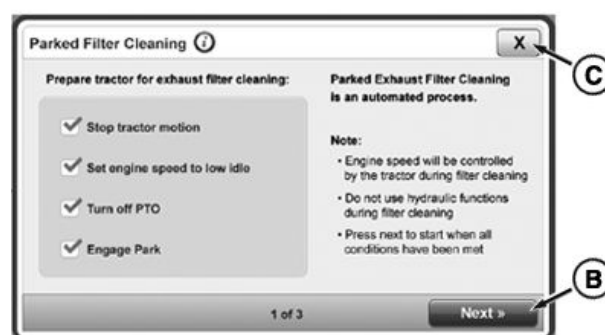 Parked Filter Cleaning i
X
C
Prepare tractor for exhaust filter cleaning:
Stop tractor motion
Set engine speed to low idle
Turn off PTO
Engage Park
Parked Exhaust Filter Cleaning
is an automated process.
Note:
• Engine speed will be controlled
by the tractor during filter cleaning
• Do not use hydraulic functions
during filter cleaning
• Press next to start when all
conditions have been met
B
1 of 3
Next »